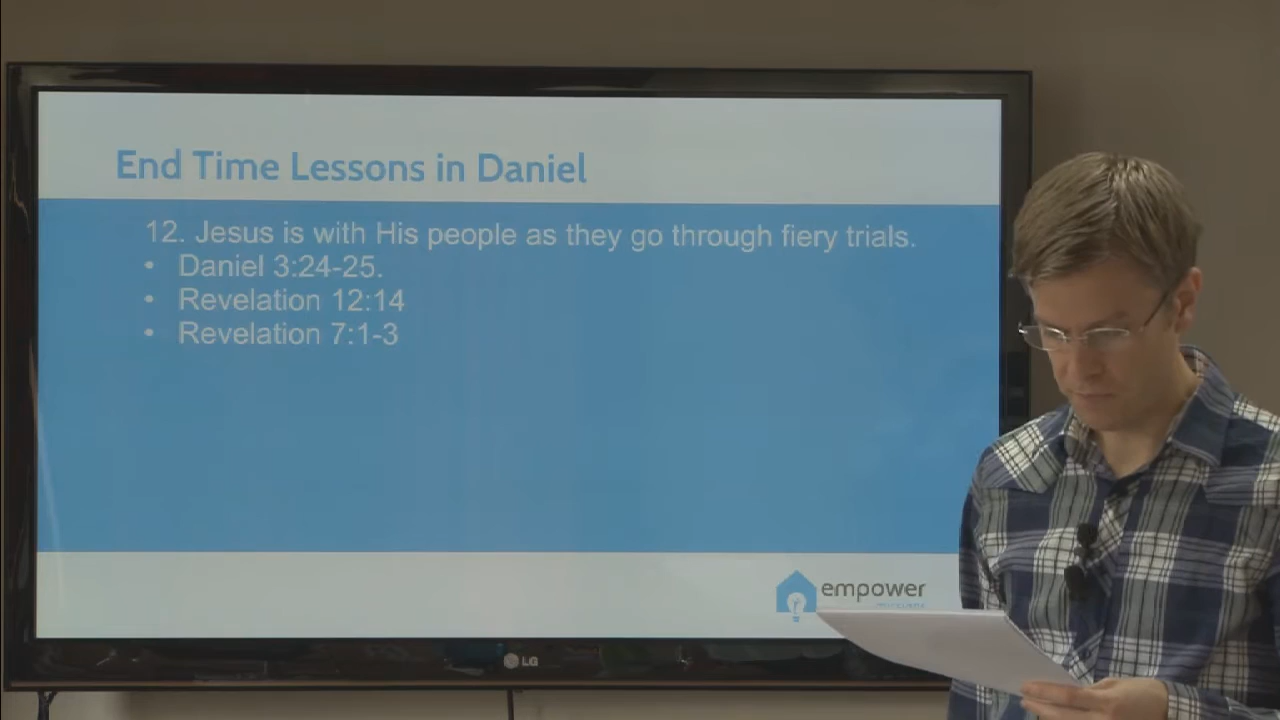 End Time Lessons in Daniel
12. Jesus is with His people as they go through fiery trials.
• Daniel 3:24-25.
• Revelation 12:14
• Revelation 7:1-3
empower
LG